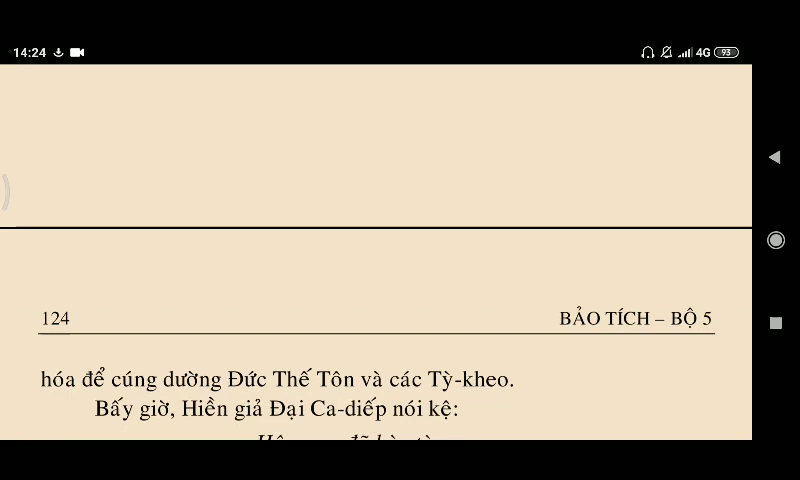 14:24 4G 93
124 BẢO TÍCH – BỘ 5
hóa để cúng dường Đức Thế Tôn và các Tỳ-kheo.
Bấy giờ, Hiền giả Đại Ca-diếp nói kệ: